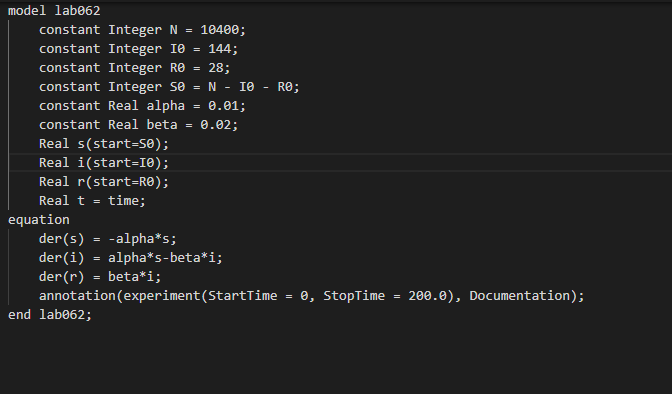 model lab062
    constant Integer N = 10400;
    constant Integer I0 = 144;
    constant Integer R0 = 28;
    constant Integer S0 = N - I0 - R0;
    constant Real alpha = 0.01;
    constant Real beta = 0.02;
    Real s(start=S0);
    Real i(start=I0);
    Real r(start=R0);
    Real t = time;
equation
    der(s) = -alpha*s;
    der(i) = alpha*s-beta*i;
    der(r) = beta*i;
    annotation(experiment(StartTime = 0, StopTime = 200.0), Documentation);
end lab062;